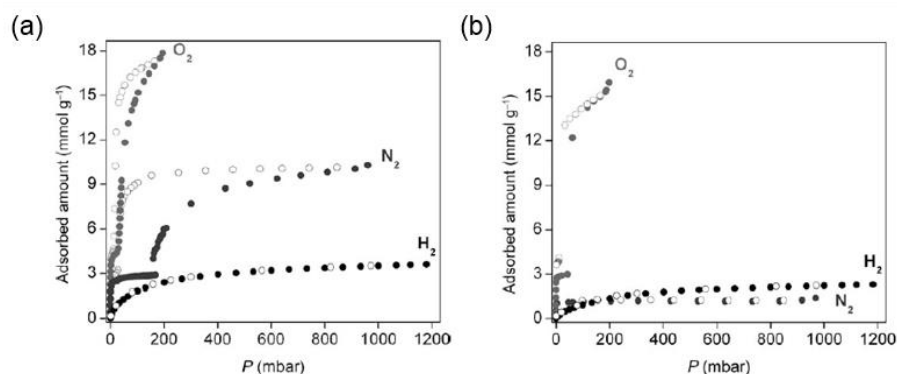 (a)
18
15
12
9
6
3
0
Adsorbed amount (mmol g⁻¹)
O₂
N₂
H₂
0 200 400 600 800 1000 1200
P (mbar)
(b)
18
15
12
9
6
3
0
Adsorbed amount (mmol g⁻¹)
O₂
H₂
N₂
0 200 400 600 800 1000 1200
P (mbar)